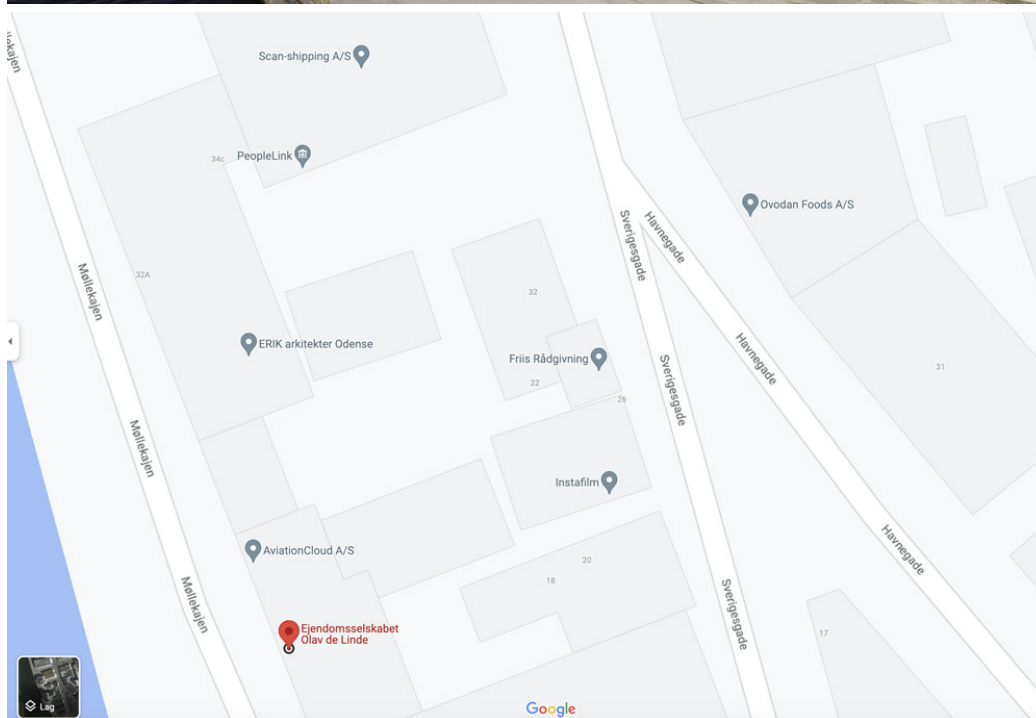 Møllekajen
Scan-shipping A/S
34c
PeopleLink
Ovodan Foods A/S
Sverigesgade
Havnegade
32A
Møllekajen
32
ERIK arkitekter Odense
Friis Rådgivning
22
26
Havnegade
Sverigesgade
31
Møllekajen
Instafilm
AviationCloud A/S
20
18
Havnegade
Møllekajen
Sverigesgade
Ejendomsselskabet
Olav de Linde
17
Lag
Google